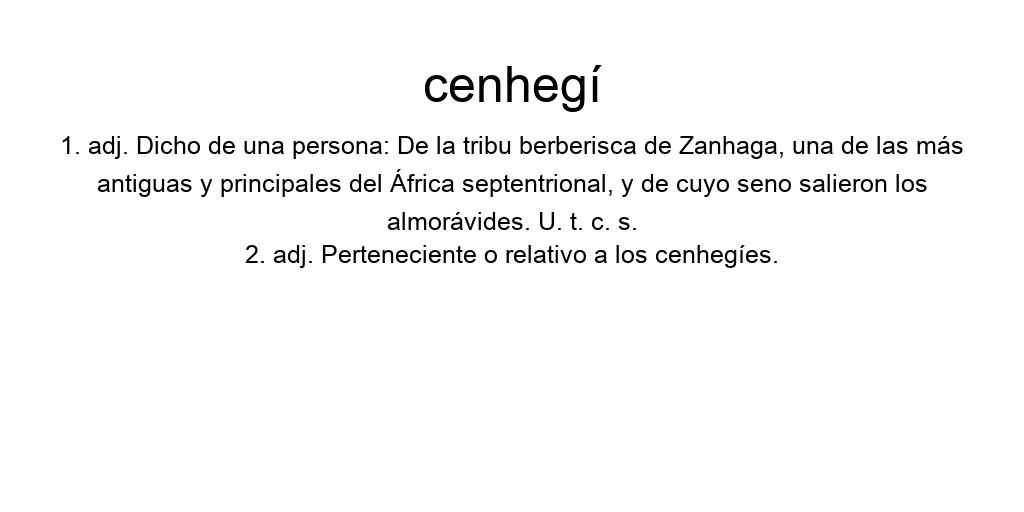 cenhegí
1. adj. Dicho de una persona: De la tribu berberisca de Zanhaga, una de las más
antiguas y principales del África septentrional, y de cuyo seno salieron los
almorávides. U. t. c. s.
2. adj. Perteneciente o relativo a los cenhegíes.